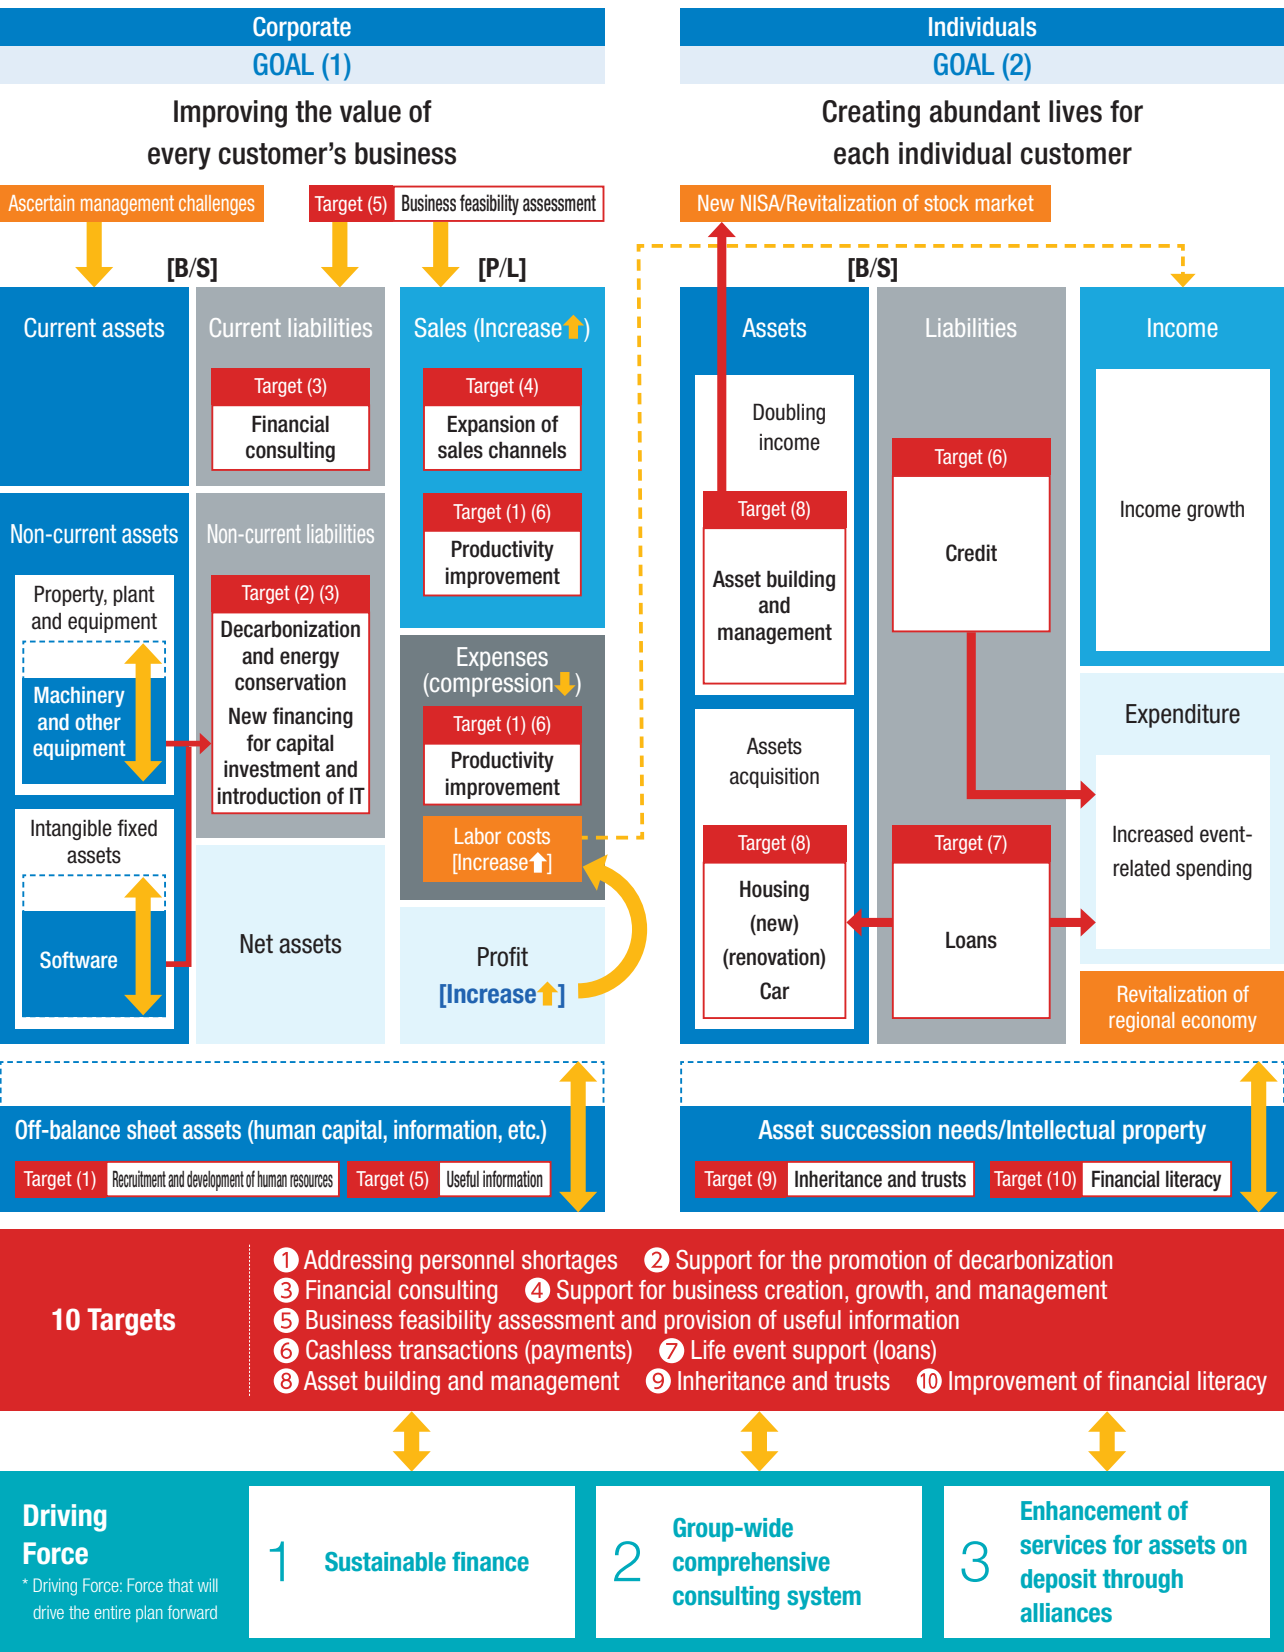 Corporate
GOAL (1)
Improving the value of
every customer's business
Ascertain management challenges
Target (5) Business feasibility assessment
[B/S]
[P/L]
Current assets
Current liabilities
Target (3)
Financial
consulting
Sales (Increase⬆)
Target (4)
Expansion of
sales channels
Target (1) (6)
Productivity
improvement
Non-current assets
Property, plant
and equipment
Machinery
and other
equipment
Intangible fixed
assets
Software
Non-current liabilities
Target (2) (3)
Decarbonization
and energy
conservation
New financing
for capital
investment and
introduction of IT
Net assets
Expenses
(compression⬇)
Target (1) (6)
Productivity
improvement
Labor costs
[Increase⬆]
Profit
[Increase⬆]
Off-balance sheet assets (human capital, information, etc.)
Target (1) Recruitment and development of human resources
Target (5) Useful information
Individuals
GOAL (2)
Creating abundant lives for
each individual customer
New NISA/Revitalization of stock market
[B/S]
Assets
Doubling
income
Target (8)
Asset building
and
management
Assets
acquisition
Target (8)
Housing
(new)
(renovation)
Car
Liabilities
Target (6)
Credit
Target (7)
Loans
Income
Income growth
Expenditure
Increased event-
related spending
Revitalization of
regional economy
Asset succession needs/Intellectual property
Target (9) Inheritance and trusts
Target (10) Financial literacy
10 Targets
❶ Addressing personnel shortages ❷ Support for the promotion of decarbonization
❸ Financial consulting ❹ Support for business creation, growth, and management
❺ Business feasibility assessment and provision of useful information
❻ Cashless transactions (payments) ❼ Life event support (loans)
❽ Asset building and management ❾ Inheritance and trusts ❿ Improvement of financial literacy
Driving
Force
* Driving Force: Force that will
drive the entire plan forward
1 Sustainable finance
2
Group-wide
comprehensive
consulting system
3
Enhancement of
services for assets on
deposit through
alliances